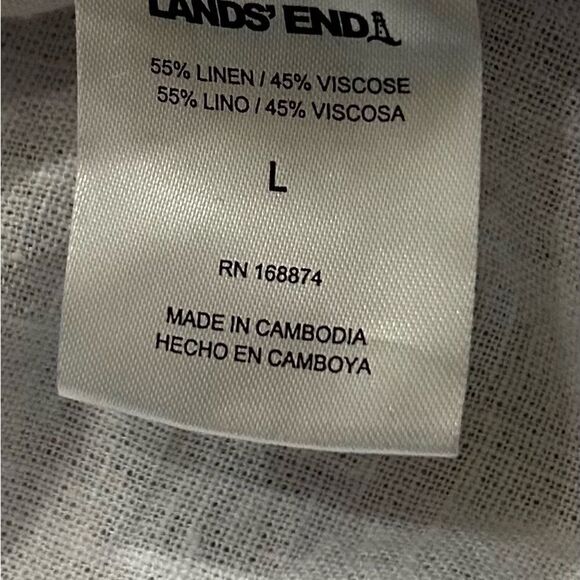 LANDS' END
55% LINEN / 45% VISCOSE
55% LINO / 45% VISCOSA
L
RN 168874
MADE IN CAMBODIA
HECHO EN CAMBOYA